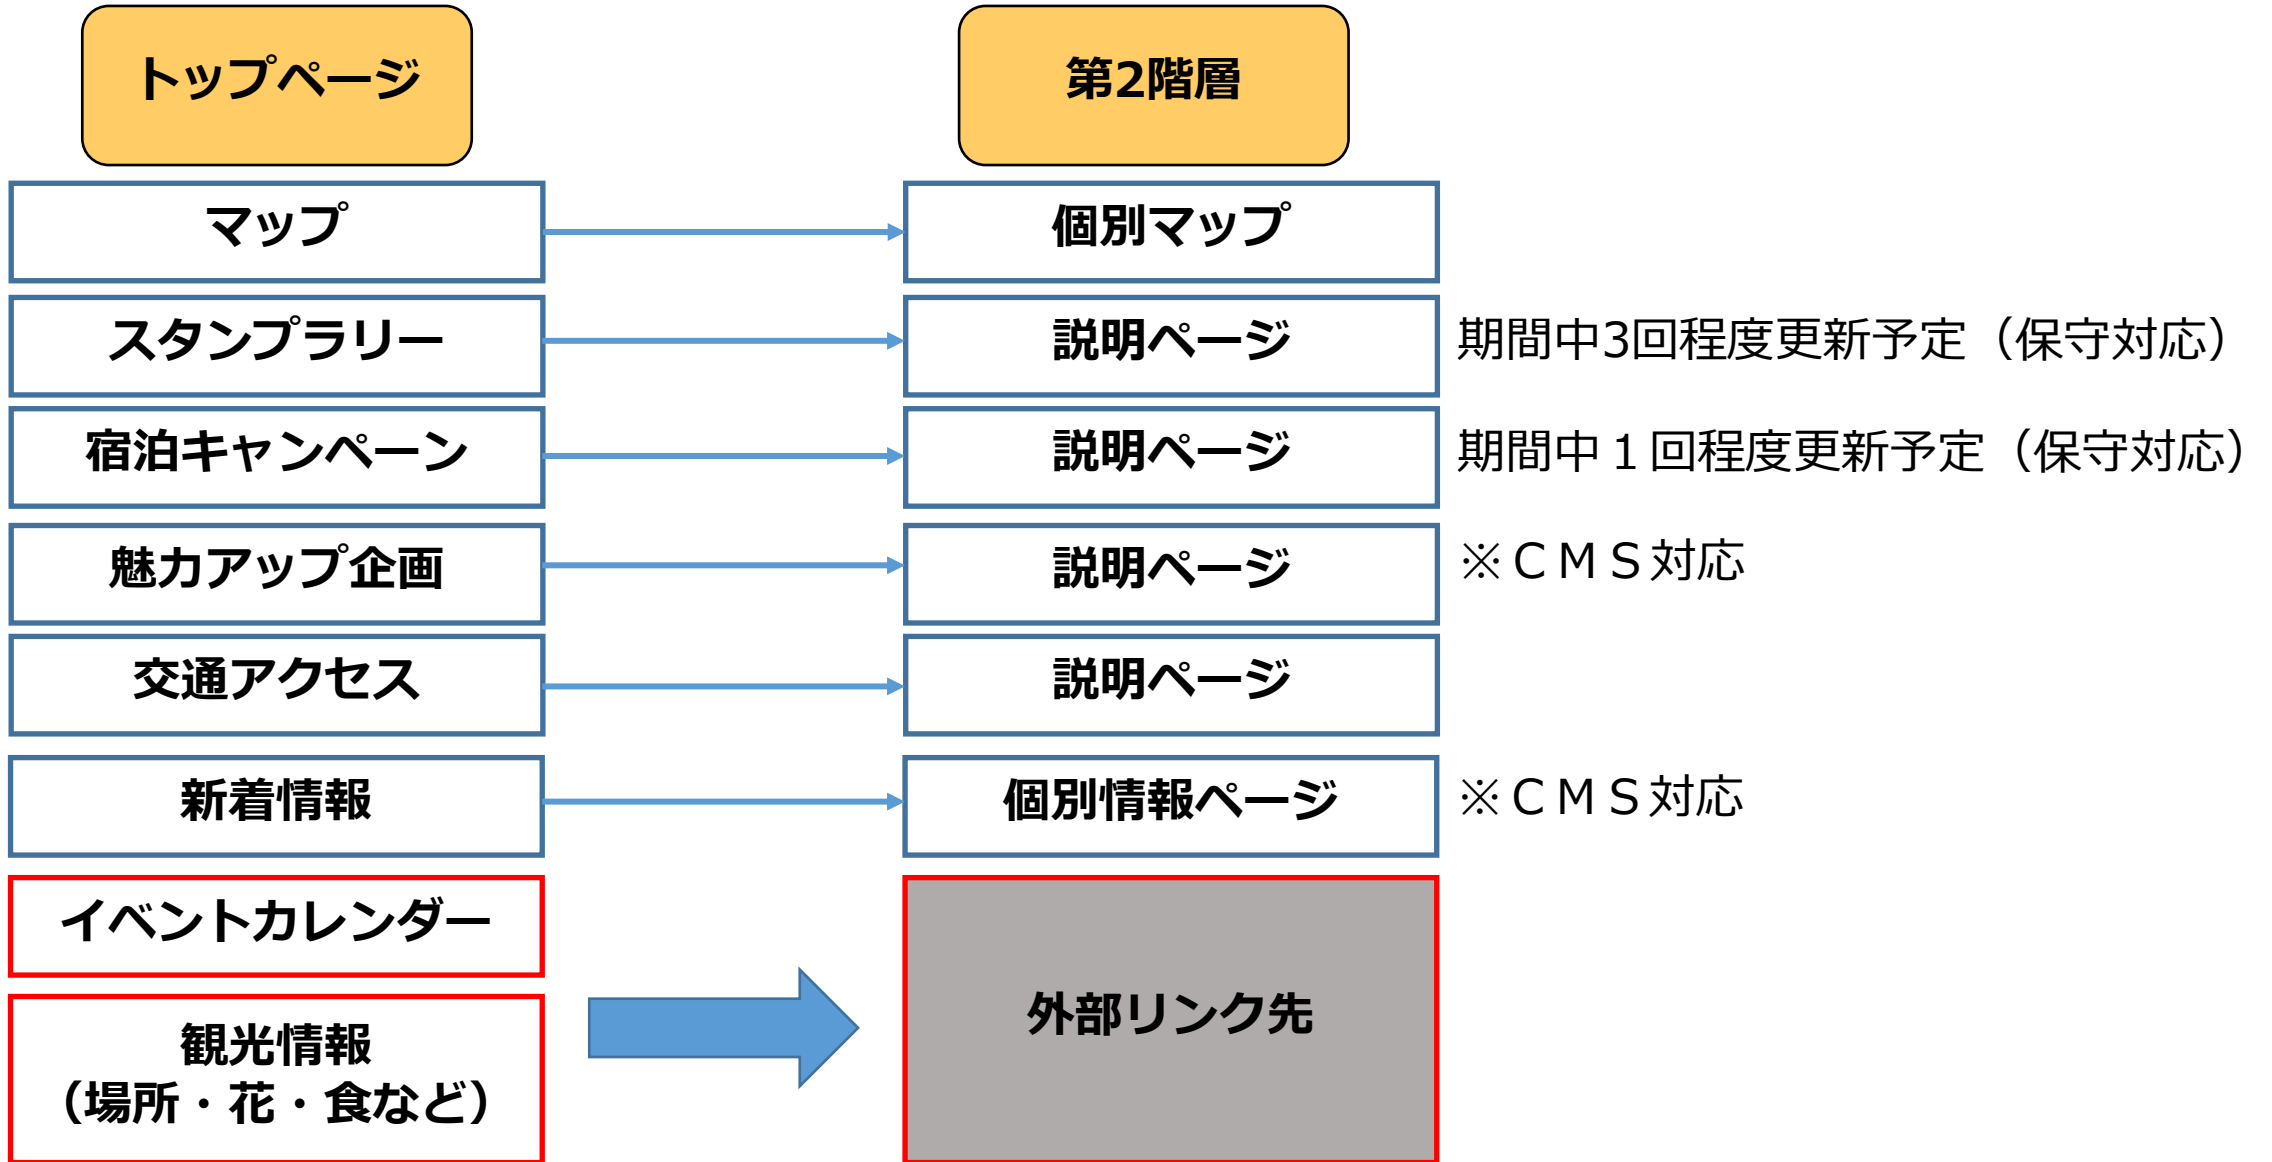 トップページ
第2階層
マップ
個別マップ
スタンプラリー
説明ページ
期間中3回程度更新予定（保守対応）
宿泊キャンペーン
説明ページ
期間中１回程度更新予定（保守対応）
魅力アップ企画
説明ページ
※ＣＭＳ対応
交通アクセス
説明ページ
新着情報
個別情報ページ
※ＣＭＳ対応
イベントカレンダー
観光情報
（場所・花・食など）
外部リンク先